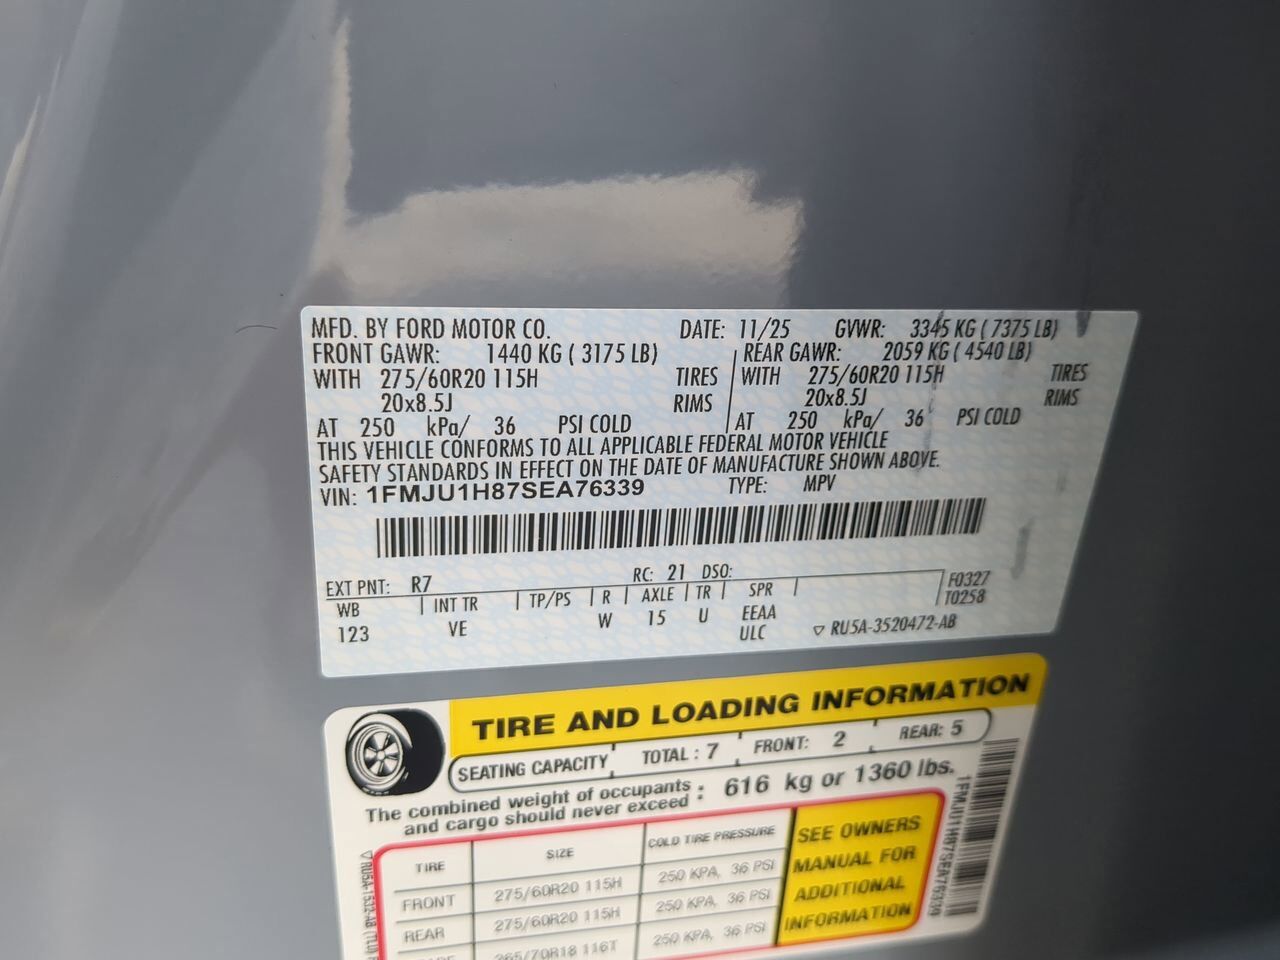 MFD. BY FORD MOTOR CO. DATE: 11/25 GVWR: 3345 KG ( 7375 LB)
FRONT GAWR: 1440 KG ( 3175 LB) REAR GAWR: 2059 KG ( 4540 LB)
WITH 275/60R20 115H TIRES WITH 275/60R20 115H TIRES
20x8.5J RIMS 20x8.5J RIMS
AT 250 kPa/ 36 PSI COLD AT 250 kPa/ 36 PSI COLD
THIS VEHICLE CONFORMS TO ALL APPLICABLE FEDERAL MOTOR VEHICLE
SAFETY STANDARDS IN EFFECT ON THE DATE OF MANUFACTURE SHOWN ABOVE.
VIN: 1FMJU1H87SEA76339 TYPE: MPV
EXT PNT: R7 RC: 21 DSO:
WB INT TR TP/PS R AXLE TR SPR F0327
T0258
123 VE W 15 U EEAA
ULC ▽ RU5A-3520472-AB
TIRE AND LOADING INFORMATION
SEATING CAPACITY TOTAL : 7 FRONT: 2 REAR: 5
The combined weight of occupants
and cargo should never exceed : 616 kg or 1360 lbs.
TIRE SIZE COLD TIRE PRESSURE
FRONT 275/60R20 115H 250 KPA, 36 PSI
REAR 275/60R20 115H 250 KPA, 36 PSI
265/70R18 116T 250 KPA, 36 PSI
SEE OWNERS
MANUAL FOR
ADDITIONAL
INFORMATION
1FMJU1H87SEA76339